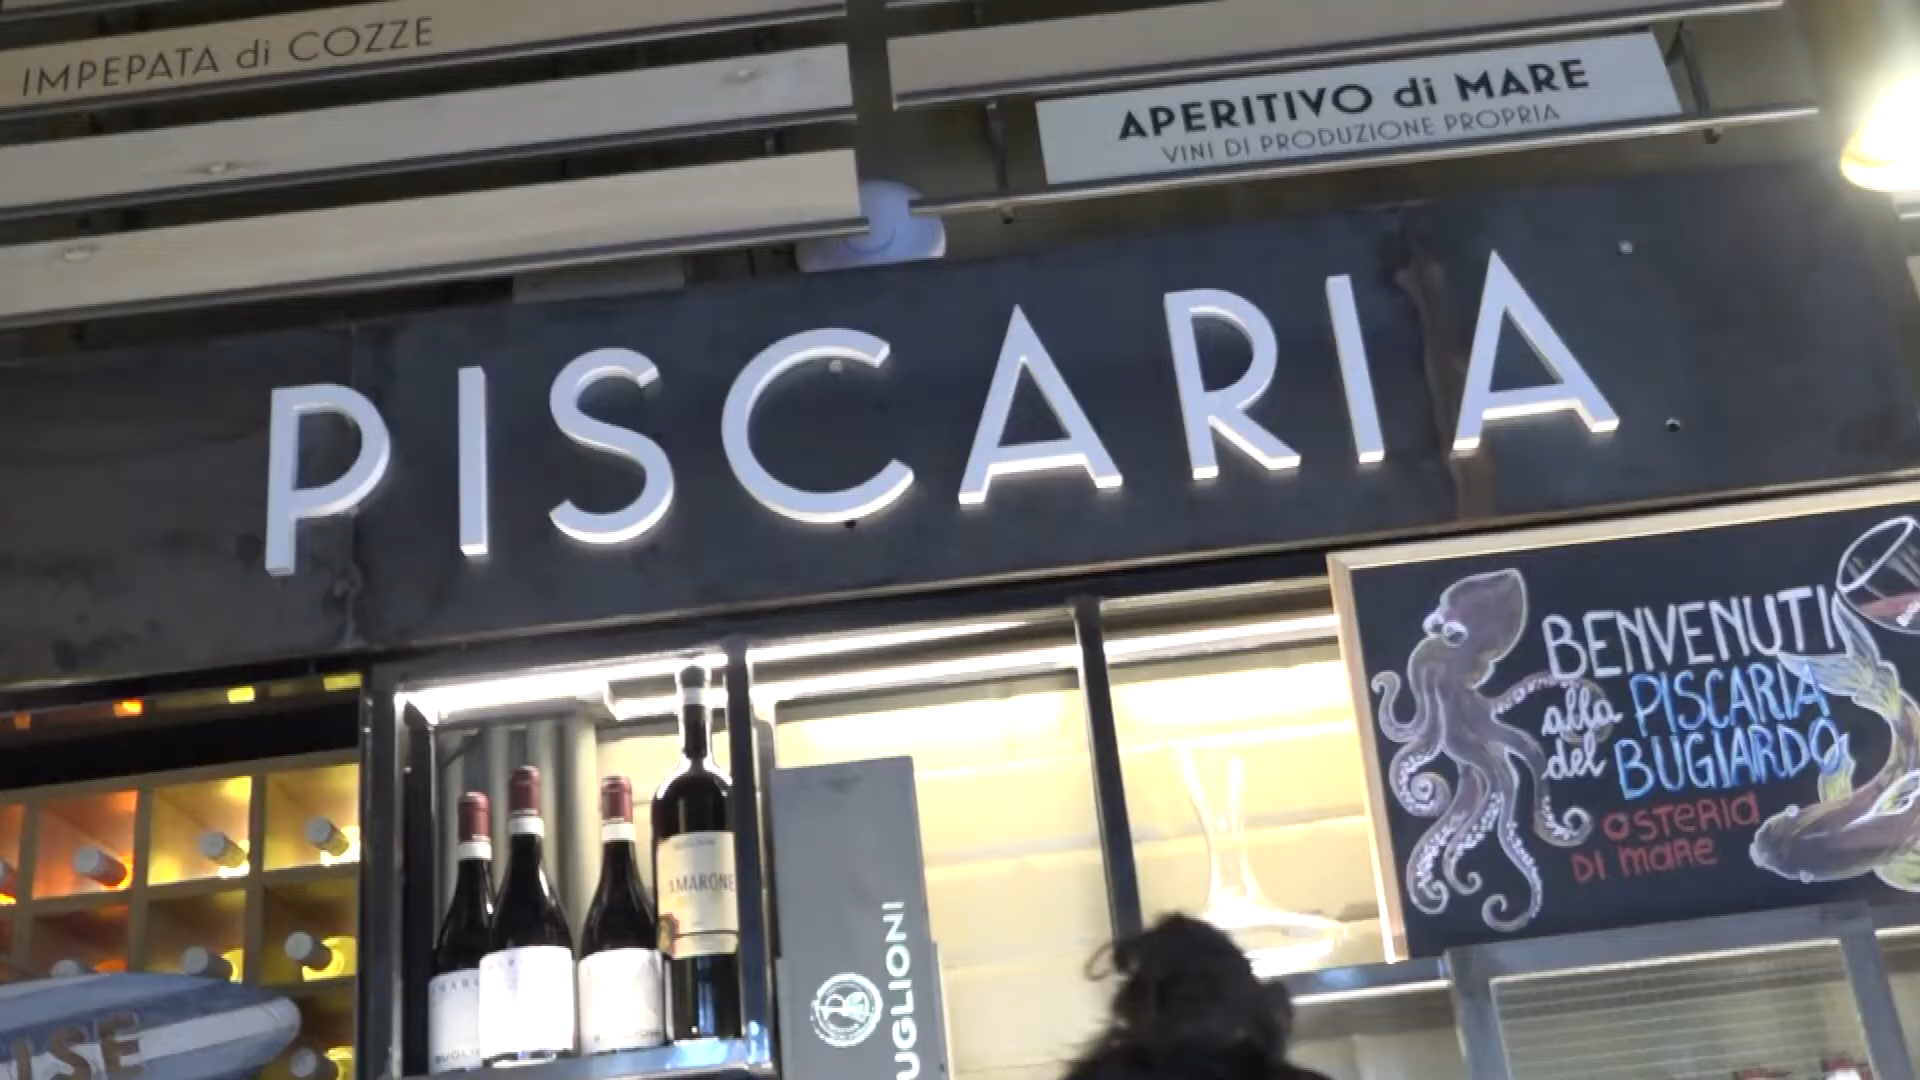 IMPEPATA di COZZE
APERITIVO di MARE
VINI DI PRODUZIONE PROPRIA
PISCARIA
BENVENUTI
alla PISCARIA
del BUGIARDO
OSTERIA
DI MARE
AMARONE
UGLIONI
ISE